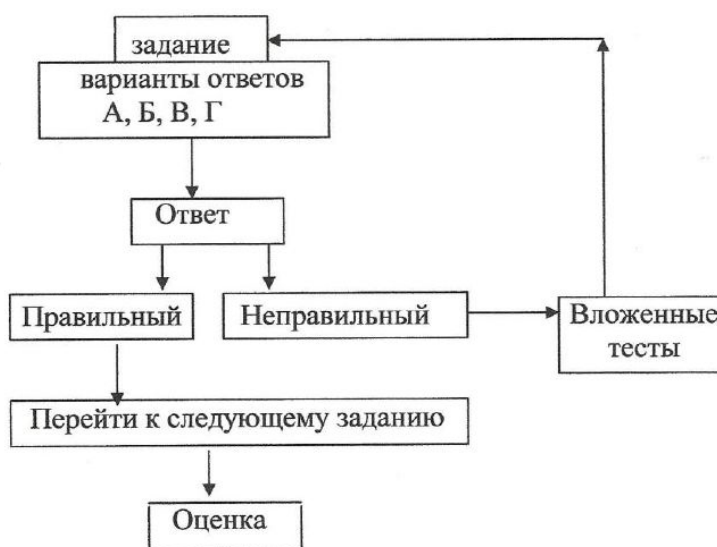 задание
варианты ответов
А, Б, В, Г
Ответ
Правильный
Неправильный
Вложенные
тесты
Перейти к следующему заданию
Оценка